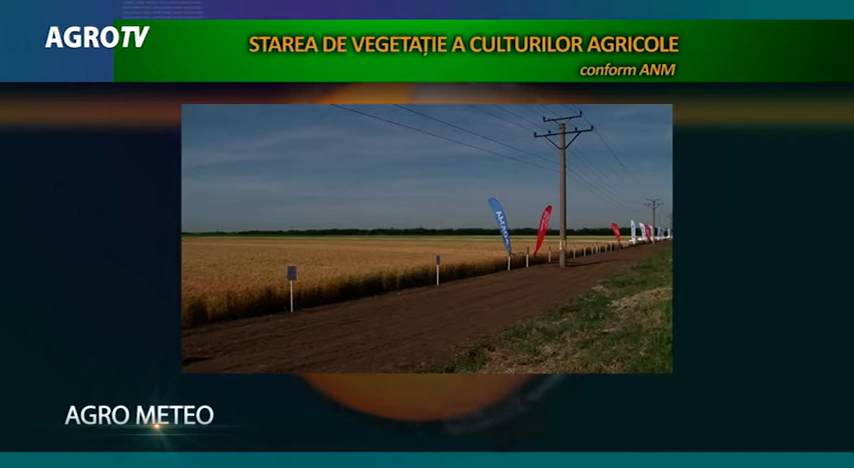 AGROTV
STAREA DE VEGETAȚIE A CULTURILOR AGRICOLE
conform ANM
AGRO METEO